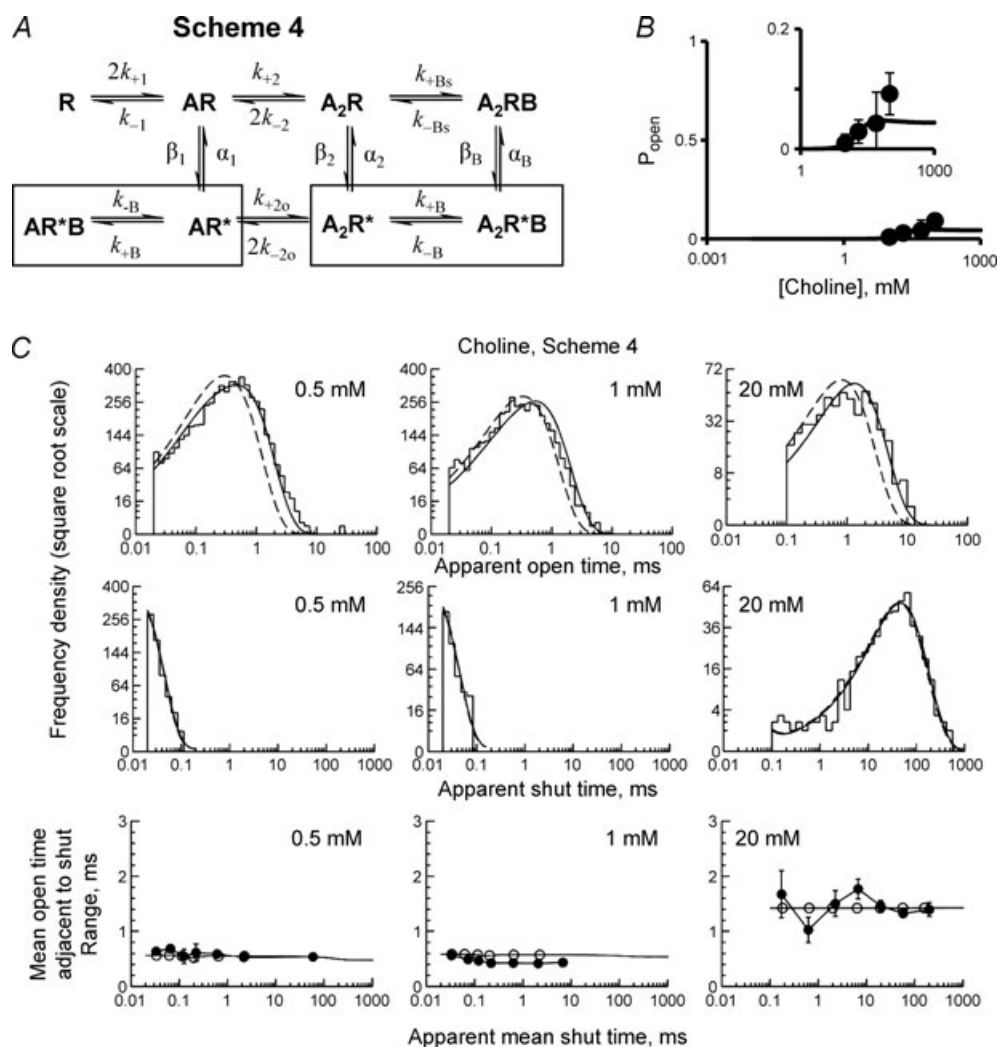 A
Scheme 4
R
2k+1
k−1
AR
k+2
2k−2
A2R
k+Bs
k−Bs
A2RB
β1
α1
β2
α2
βB
αB
AR*B
k-B
k+B
AR*
k+2o
2k−2o
A2R*
k+B
k−B
A2R*B
B
Popen
1
0.5
0
0.001
1
1000
[Choline], mM
0.2
0.1
0
1
1000
C
Choline, Scheme 4
Frequency density (square root scale)
400
256
144
64
16
0
0.5 mM
0.01 0.1 1 10 100
400
256
144
64
16
0
1 mM
0.01 0.1 1 10 100
72
32
8
0
20 mM
0.1 1 10 100 1000
Apparent open time, ms
400
256
144
64
16
0
0.5 mM
0.01 0.1 1 10 100 1000
256
144
64
16
0
1 mM
0.01 0.1 1 10 100 1000
64
36
16
4
0
20 mM
0.01 0.1 1 10 100 1000
Apparent shut time, ms
Mean open time
adjacent to shut
Range, ms
3
2
1
0
0.5 mM
0.01 0.1 1 10 100 1000
3
2
1
0
1 mM
0.01 0.1 1 10 100 1000
3
2
1
0
20 mM
0.01 0.1 1 10 100 1000
Apparent mean shut time, ms